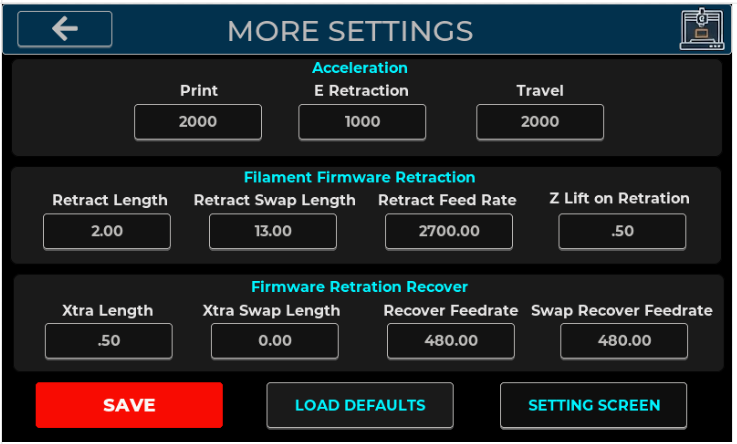 MORE SETTINGS
Acceleration
Print E Retraction Travel
2000 1000 2000
Filament Firmware Retraction
Retract Length Retract Swap Length Retract Feed Rate Z Lift on Retration
2.00 13.00 2700.00 .50
Firmware Retration Recover
Xtra Length Xtra Swap Length Recover Feedrate Swap Recover Feedrate
.50 0.00 480.00 480.00
SAVE LOAD DEFAULTS SETTING SCREEN